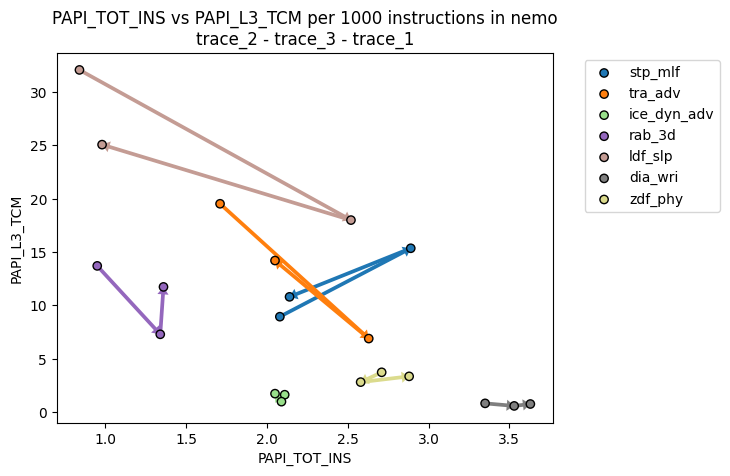 PAPI_TOT_INS vs PAPI_L3_TCM per 1000 instructions in nemo
trace_2 - trace_3 - trace_1
stp_mlf
tra_adv
ice_dyn_adv
rab_3d
ldf_slp
dia_wri
zdf_phy
PAPI_L3_TCM
30
25
20
15
10
5
0
1.0
1.5
2.0
2.5
3.0
3.5
PAPI_TOT_INS